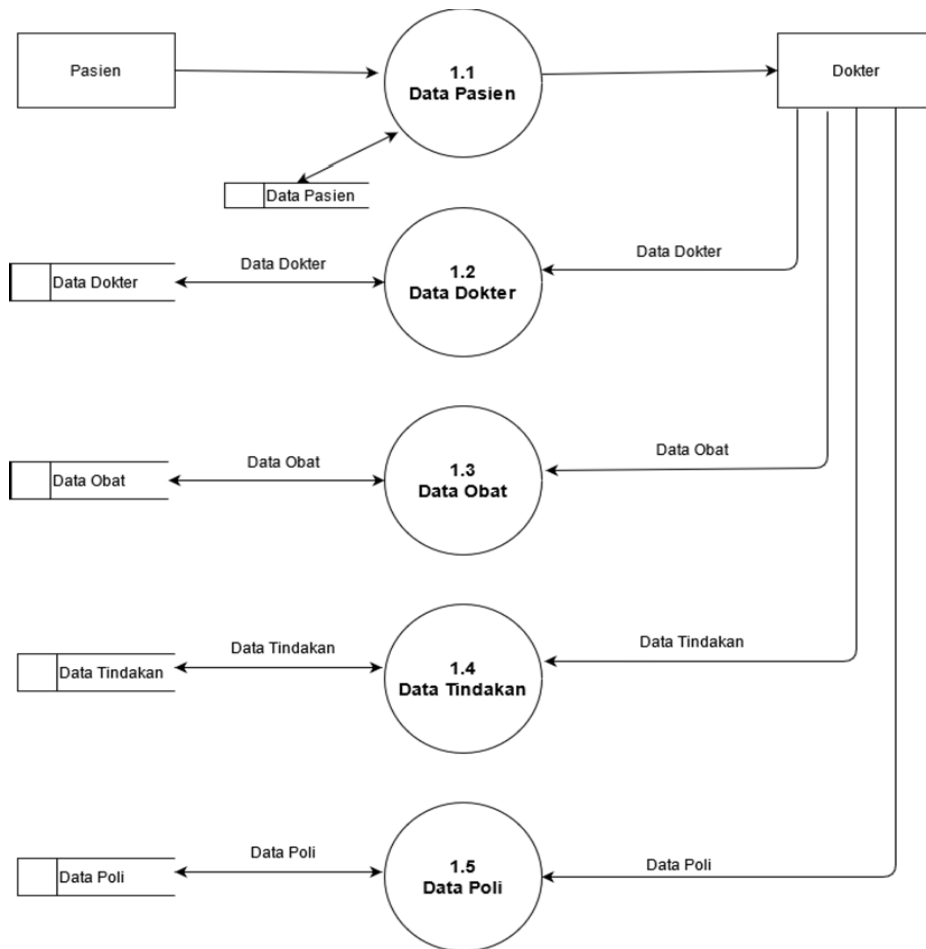 Pasien
1.1
Data Pasien
Dokter
Data Pasien
Data Dokter
Data Dokter
1.2
Data Dokter
Data Dokter
Data Obat
Data Obat
1.3
Data Obat
Data Obat
Data Tindakan
Data Tindakan
1.4
Data Tindakan
Data Tindakan
Data Poli
Data Poli
1.5
Data Poli
Data Poli